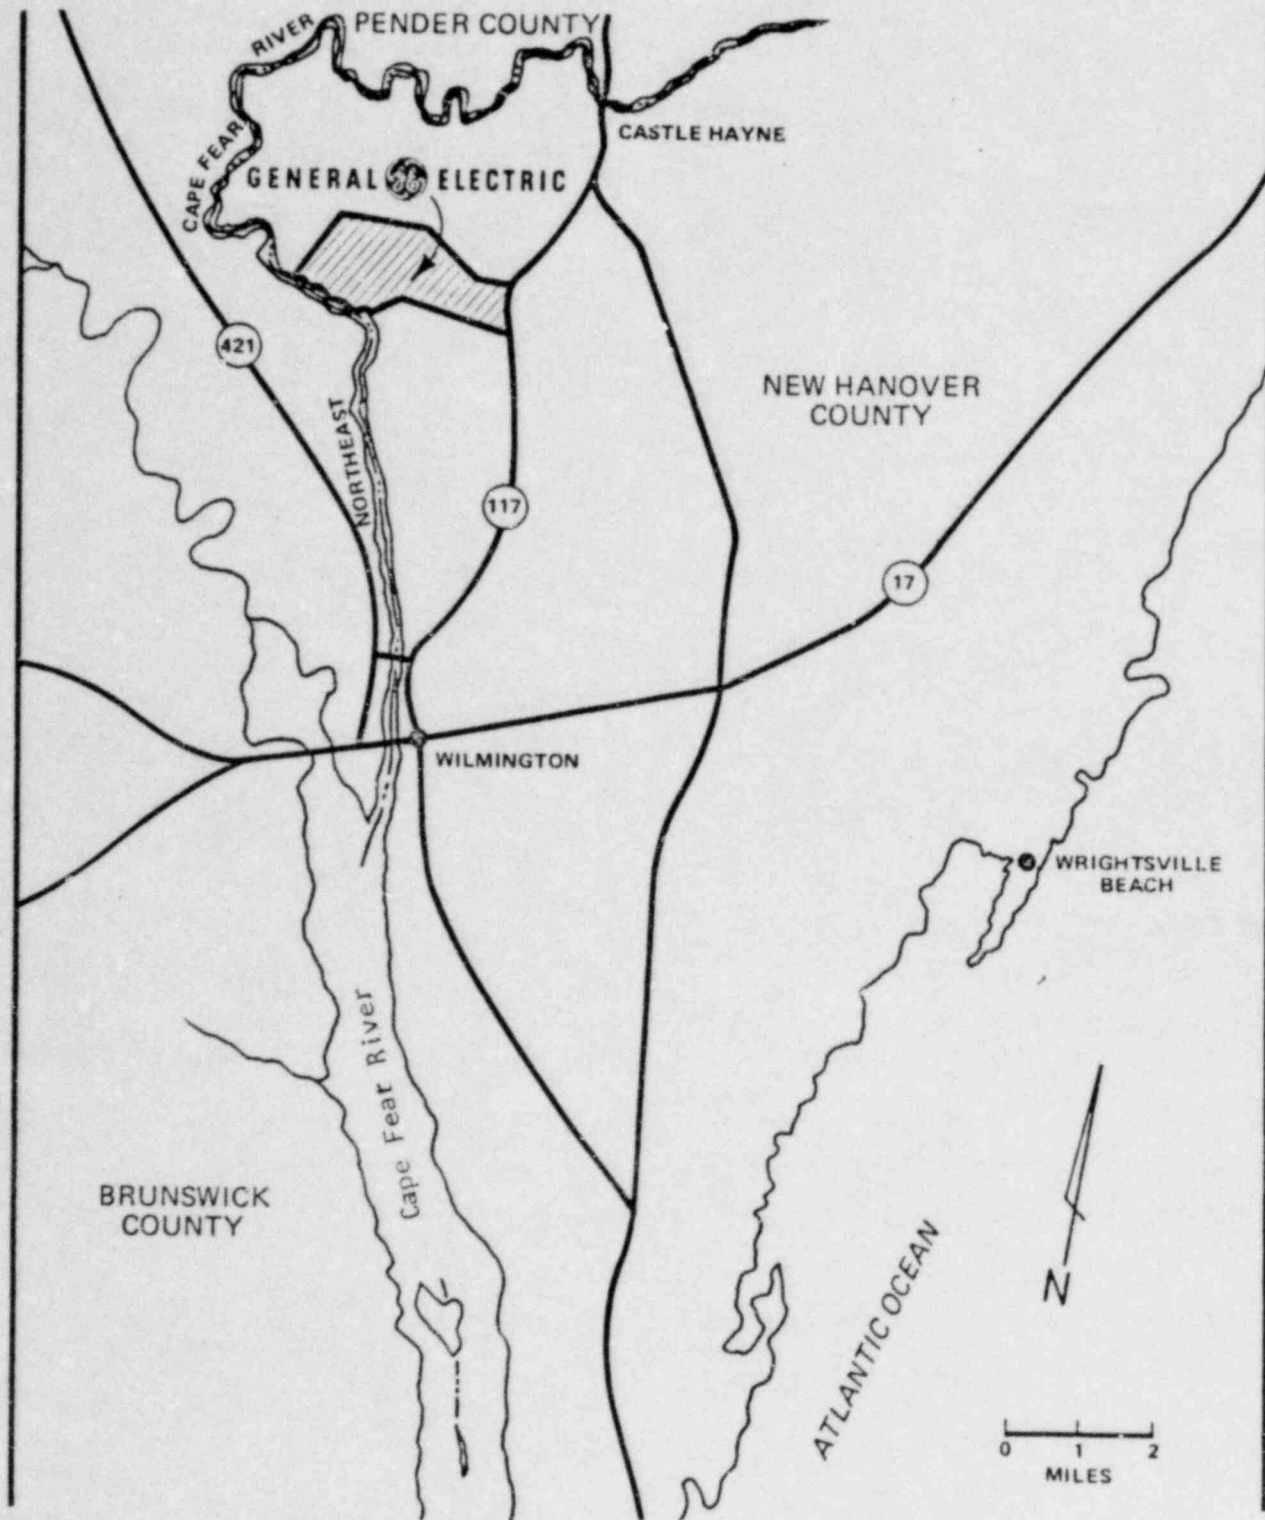 RIVER
PENDER COUNTY
CASTLE HAYNE
CAPE FEAR
GENERAL GE ELECTRIC
421
NEW HANOVER
COUNTY
NORTHEAST
117
17
WILMINGTON
WRIGHTSVILLE
BEACH
Cape Fear River
BRUNSWICK
COUNTY
ATLANTIC OCEAN
N
0 1 2
MILES